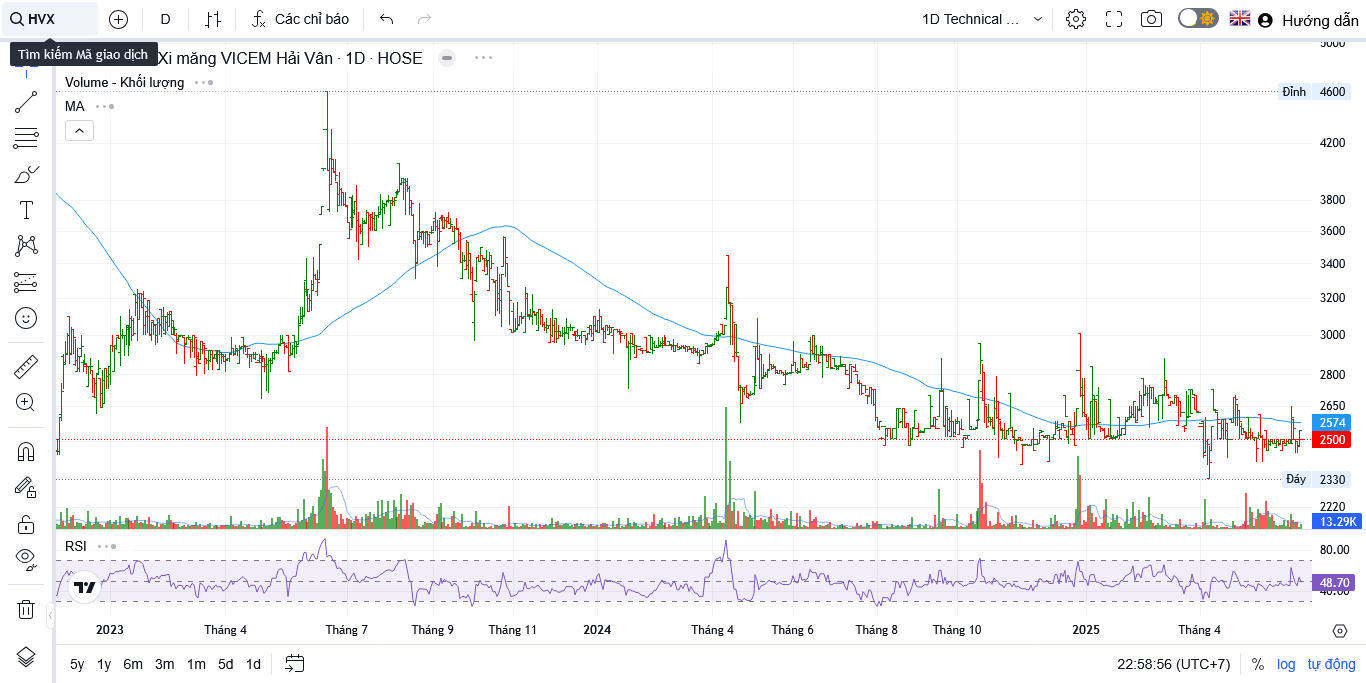 HVX D Các chỉ báo 1D Technical ... Hướng dẫn
Tìm kiếm Mã giao dịch Xi măng VICEM Hải Vân · 1D · HOSE
Volume - Khối lượng
MA
5000
Đỉnh 4600
4200
3800
3600
3400
3200
3000
2800
2650
2574
2500
Đáy 2330
2220
13.29K
RSI
80.00
48.70
40.00
2023 Tháng 4 Tháng 7 Tháng 9 Tháng 11 2024 Tháng 4 Tháng 6 Tháng 8 Tháng 10 2025 Tháng 4
5y 1y 6m 3m 1m 5d 1d 22:58:56 (UTC+7) % log tự động